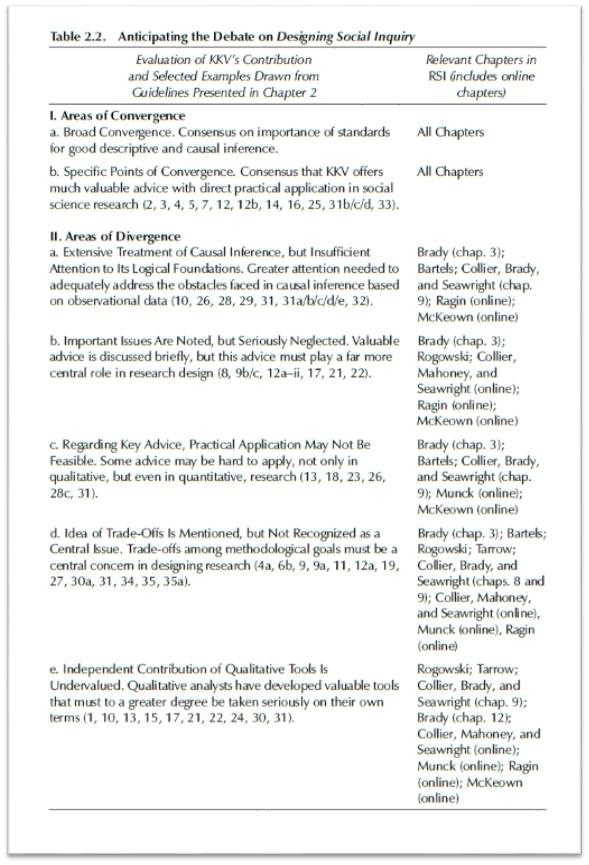 Table 2.2. Anticipating the Debate on Designing Social Inquiry
Evaluation of KKV's Contribution
and Selected Examples Drawn from
Guidelines Presented in Chapter 2
Relevant Chapters in
RSI (includes online
chapters)
I. Areas of Convergence
a. Broad Convergence. Consensus on importance of standards
for good descriptive and causal inference.
All Chapters
b. Specific Points of Convergence. Consensus that KKV offers
much valuable advice with direct practical application in social
science research (2, 3, 4, 5, 7, 12, 12b, 14, 16, 25, 31b/c/d, 33).
All Chapters
II. Areas of Divergence
a. Extensive Treatment of Causal Inference, but Insufficient
Attention to Its Logical Foundations. Greater attention needed to
adequately address the obstacles faced in causal inference based
on observational data (10, 26, 28, 29, 31, 31a/b/c/d/e, 32).
Brady (chap. 3);
Bartels; Collier, Brady,
and Seawright (chap.
9); Ragin (online);
McKeown (online)
b. Important Issues Are Noted, but Seriously Neglected. Valuable
advice is discussed briefly, but this advice must play a far more
central role in research design (8, 9b/c, 12a–ii, 17, 21, 22).
Brady (chap. 3);
Rogowski; Collier,
Mahoney, and
Seawright (online);
Ragin (online);
McKeown (online)
c. Regarding Key Advice, Practical Application May Not Be
Feasible. Some advice may be hard to apply, not only in
qualitative, but even in quantitative, research (13, 18, 23, 26,
28c, 31).
Brady (chap. 3);
Bartels; Collier, Brady,
and Seawright (chap.
9); Munck (online);
McKeown (online)
d. Idea of Trade-Offs Is Mentioned, but Not Recognized as a
Central Issue. Trade-offs among methodological goals must be a
central concern in designing research (4a, 6b, 9, 9a, 11, 12a, 19,
27, 30a, 31, 34, 35, 35a).
Brady (chap. 3); Bartels;
Rogowski; Tarrow;
Collier, Brady, and
Seawright (chaps. 8 and
9); Collier, Mahoney,
and Seawright (online),
Munck (online), Ragin
(online)
e. Independent Contribution of Qualitative Tools Is
Undervalued. Qualitative analysts have developed valuable tools
that must to a greater degree be taken seriously on their own
terms (1, 10, 13, 15, 17, 21, 22, 24, 30, 31).
Rogowski; Tarrow;
Collier, Brady, and
Seawright (chap. 9);
Brady (chap. 12);
Collier, Mahoney, and
Seawright (online);
Munck (online); Ragin
(online); McKeown
(online)